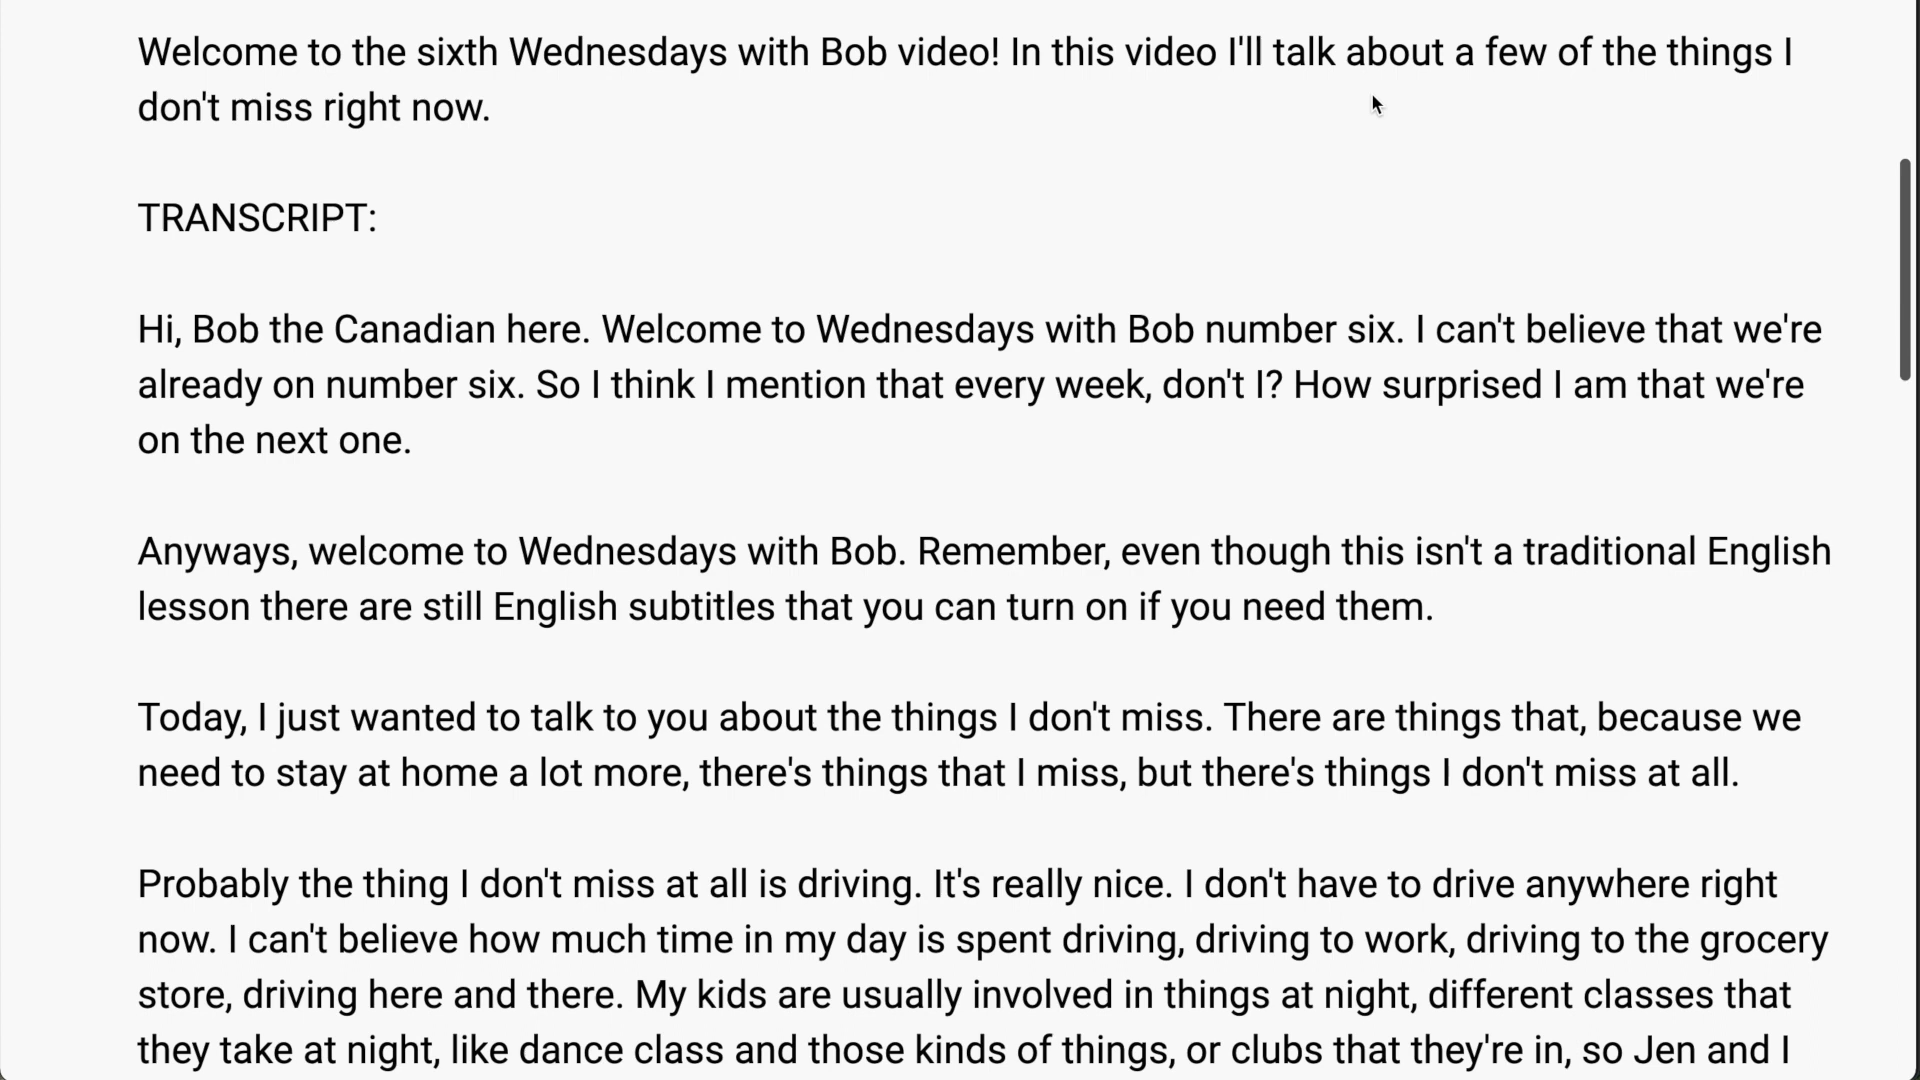 Welcome to the sixth Wednesdays with Bob video! In this video I'll talk about a few of the things I
don't miss right now.
TRANSCRIPT:
Hi, Bob the Canadian here. Welcome to Wednesdays with Bob number six. I can't believe that we're
already on number six. So I think I mention that every week, don't I? How surprised I am that we're
on the next one.
Anyways, welcome to Wednesdays with Bob. Remember, even though this isn't a traditional English
lesson there are still English subtitles that you can turn on if you need them.
Today, I just wanted to talk to you about the things I don't miss. There are things that, because we
need to stay at home a lot more, there's things that I miss, but there's things I don't miss at all.
Probably the thing I don't miss at all is driving. It's really nice. I don't have to drive anywhere right
now. I can't believe how much time in my day is spent driving, driving to work, driving to the grocery
store, driving here and there. My kids are usually involved in things at night, different classes that
they take at night, like dance class and those kinds of things, or clubs that they're in, so Jen and I